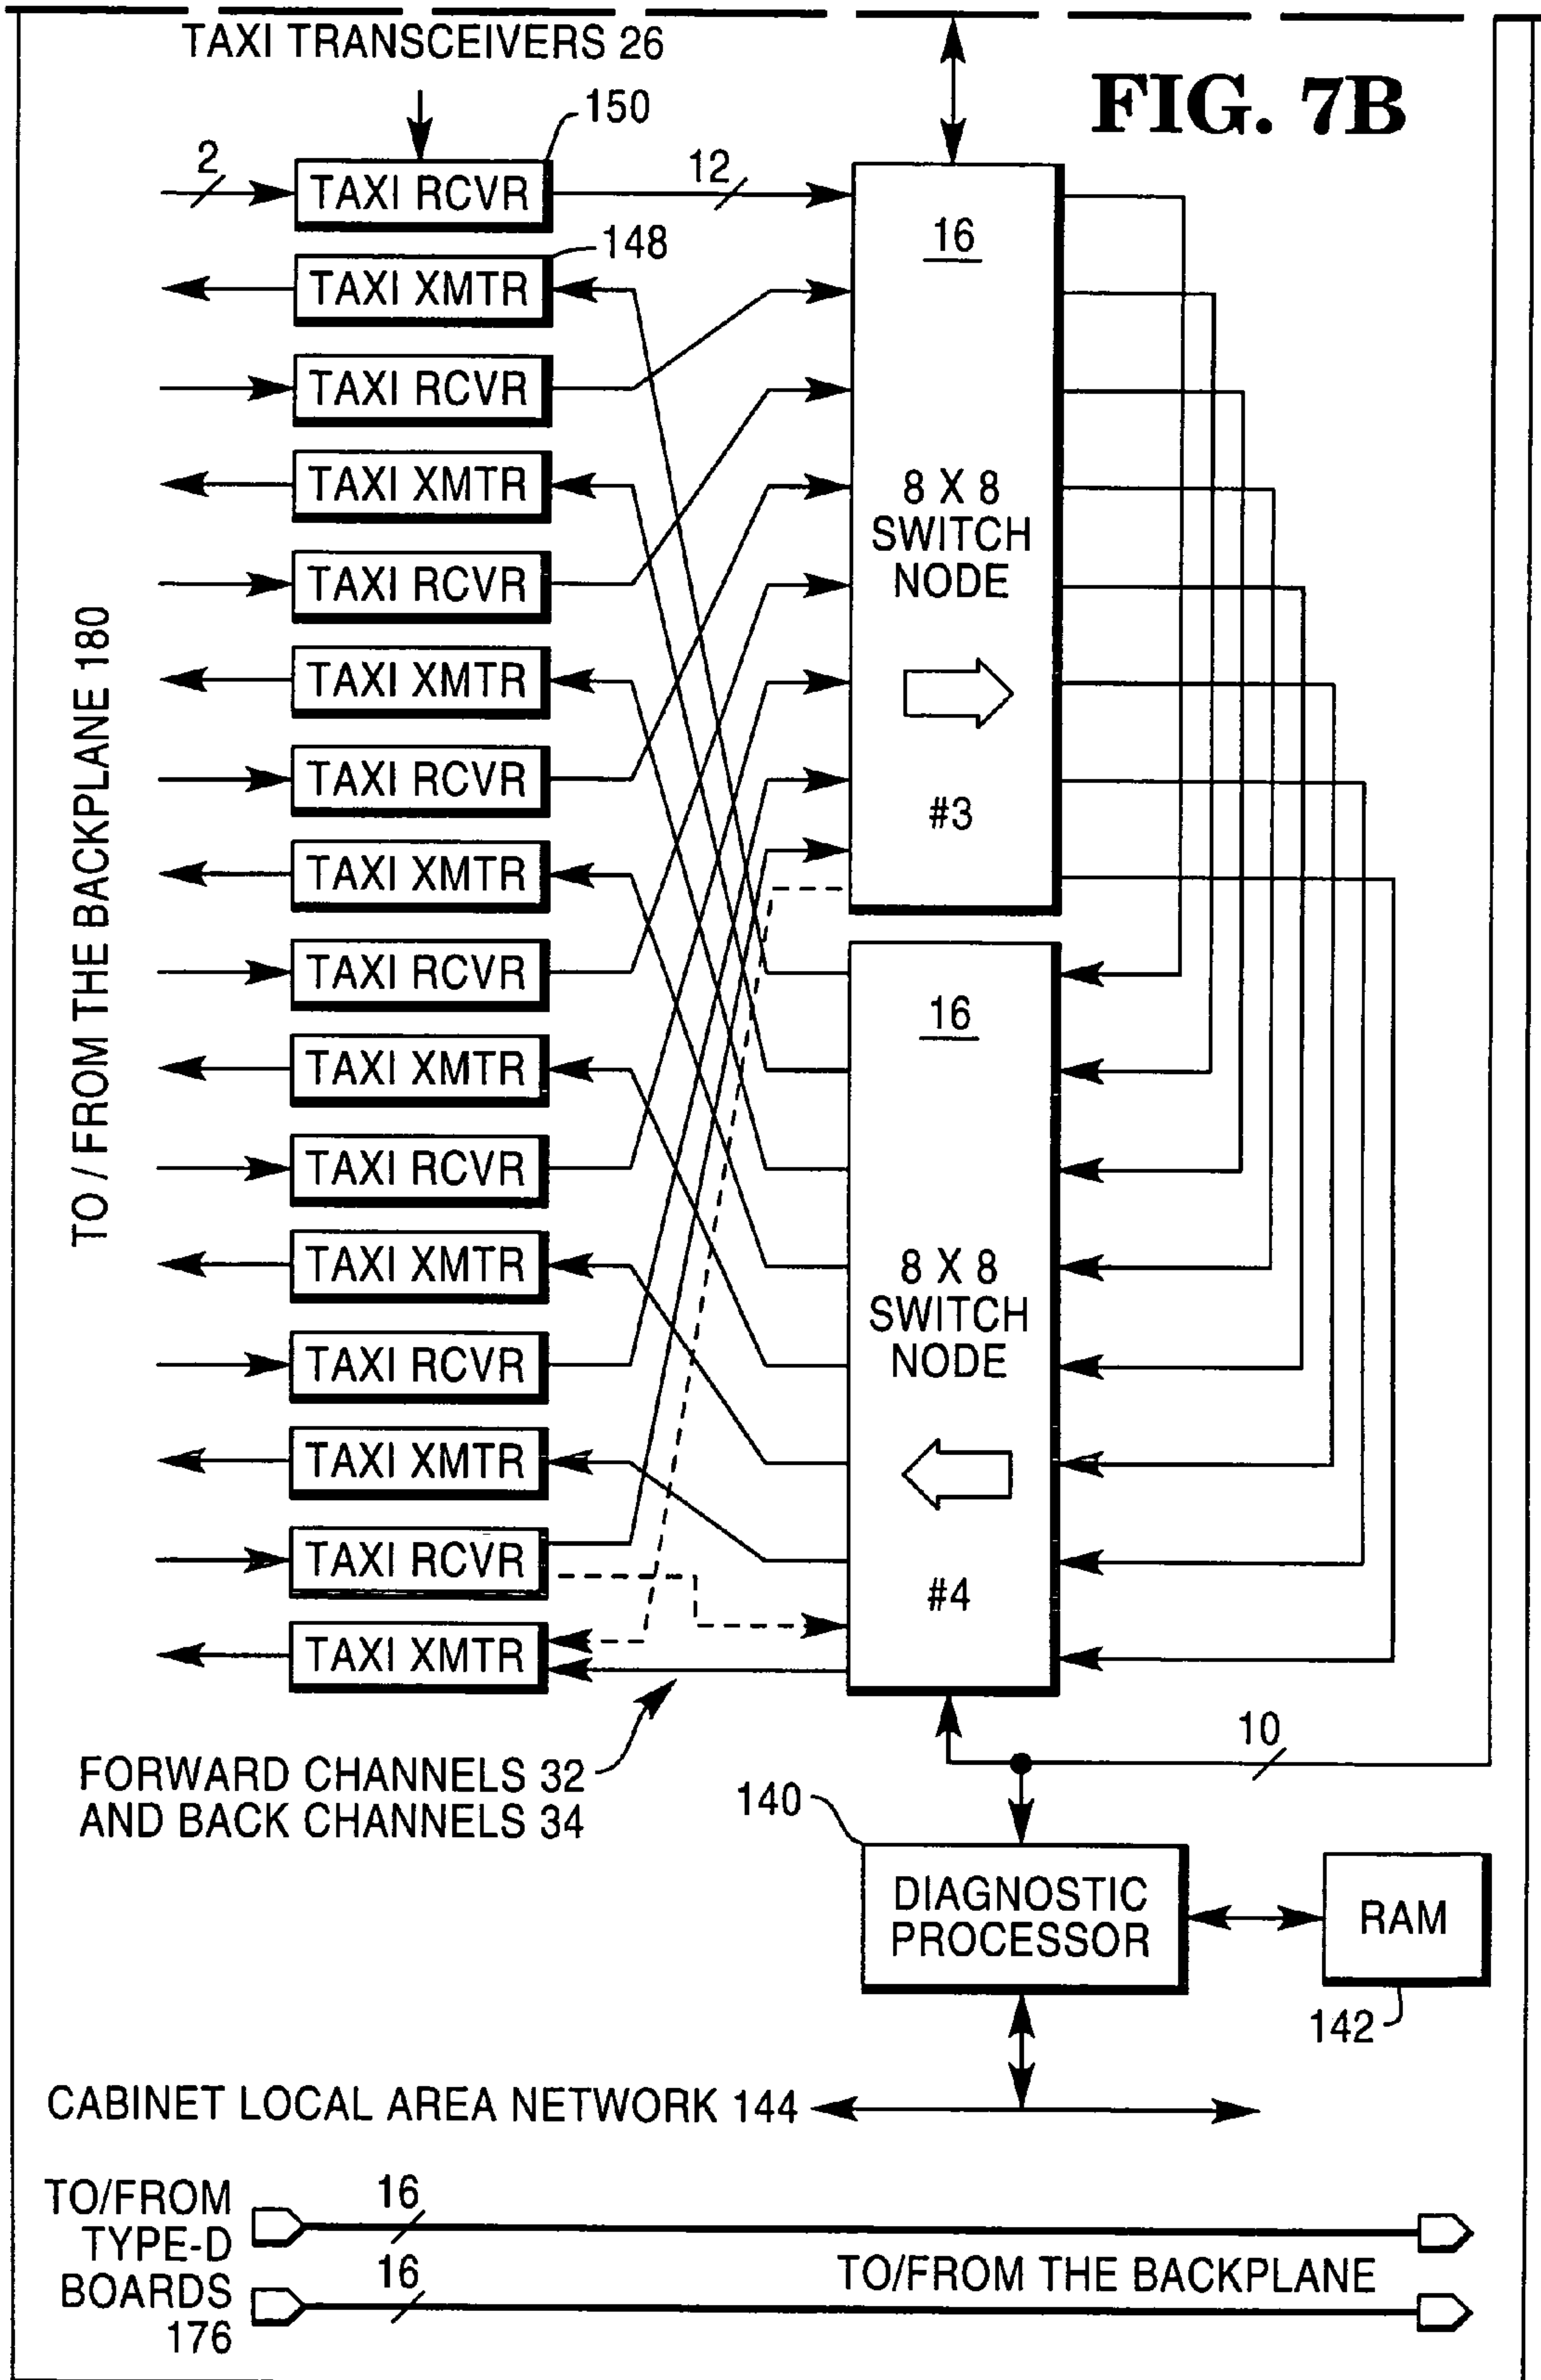 TAXI TRANSCEIVERS 26
FIG. 7B
150
2
TAXI RCVR
12
148
TAXI XMTR
TAXI RCVR
TAXI XMTR
TAXI RCVR
TAXI XMTR
TAXI RCVR
TAXI XMTR
TAXI RCVR
TAXI XMTR
TAXI RCVR
TAXI XMTR
TAXI RCVR
TAXI XMTR
TAXI RCVR
TAXI XMTR
TO / FROM THE BACKPLANE 180
16
8 X 8
SWITCH
NODE
#3
16
8 X 8
SWITCH
NODE
#4
FORWARD CHANNELS 32
AND BACK CHANNELS 34
10
140
DIAGNOSTIC
PROCESSOR
RAM
142
CABINET LOCAL AREA NETWORK 144
TO/FROM
TYPE-D
BOARDS
176
16
16
TO/FROM THE BACKPLANE